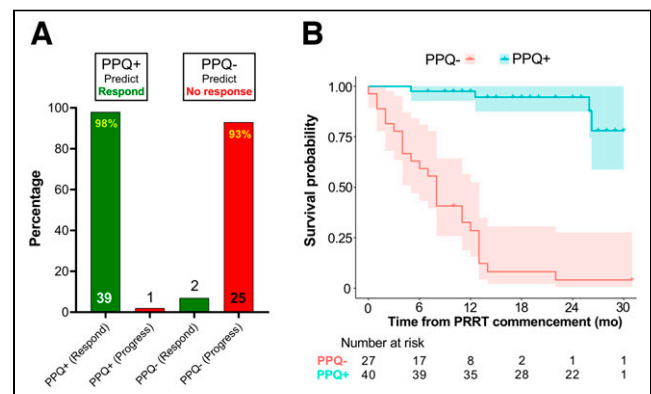 A
PPQ+
Predict
Respond
PPQ-
Predict
No response
Percentage
100
80
60
40
20
0
98%
39
1
2
93%
25
PPQ+ (Respond)
PPQ+ (Progress)
PPQ- (Respond)
PPQ- (Progress)
B
PPQ- PPQ+
Survival probability
1.00
0.75
0.50
0.25
0
0 6 12 18 24 30
Time from PRRT commencement (mo)
Number at risk
PPQ- 27 17 8 2 1 1
PPQ+ 40 39 35 28 22 1